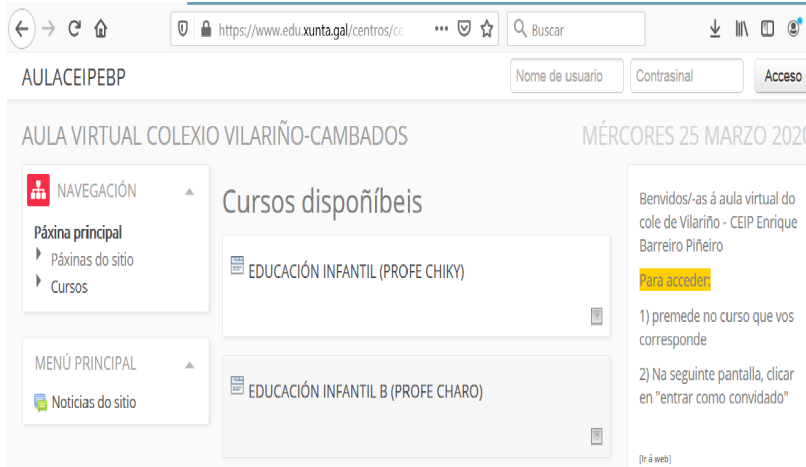 https://www.edu.xunta.gal/centros/ce
Buscar
AULACEIPEBP
Nome de usuario
Contrasinal
Acceso
AULA VIRTUAL COLEXIO VILARIÑO-CAMBADOS
MÉRCORES 25 MARZO 2020
NAVEGACIÓN
Páxina principal
Páxinas do sitio
Cursos
MENÚ PRINCIPAL
Noticias do sitio
Cursos dispoñíbeis
EDUCACIÓN INFANTIL (PROFE CHIKY)
EDUCACIÓN INFANTIL B (PROFE CHARO)
Benvidos/-as á aula virtual do
cole de Vilariño - CEIP Enrique
Barreiro Piñeiro
Para acceder:
1) premede no curso que vos
corresponde
2) Na seguinte pantalla, clicar
en "entrar como convidado"
[Ir á web]